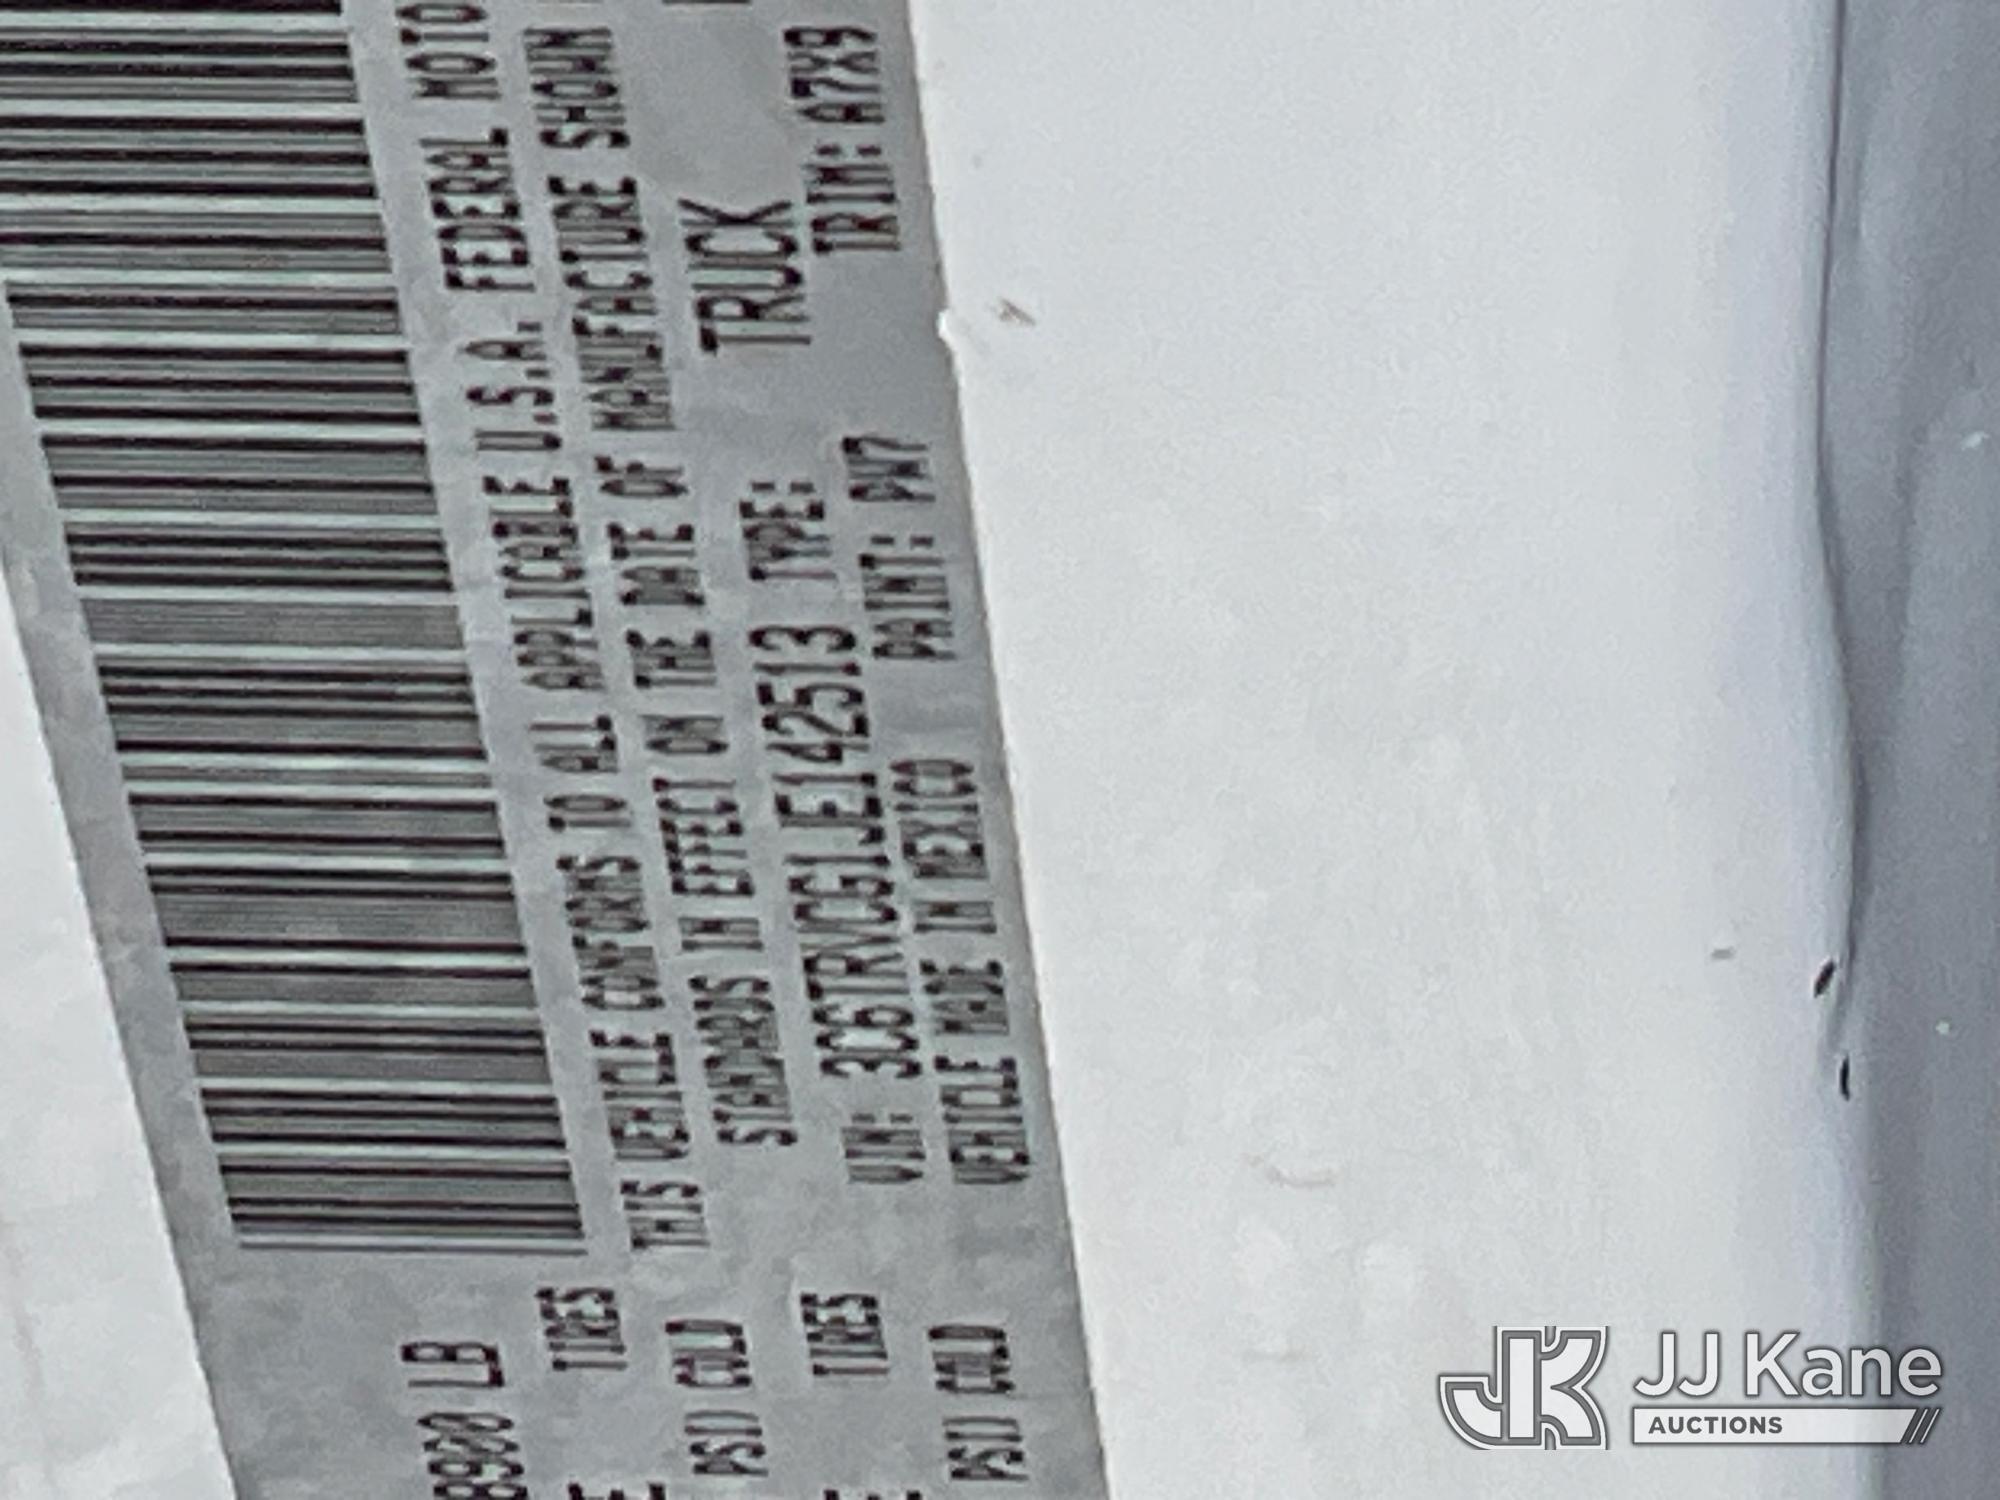 8900 LB
TIRES
PSI) COLD
TIRES
PSI) COLD
THIS VEHICLE CONFORMS TO ALL APPLICABLE U.S.A. FEDERAL MOTO
STANDARDS IN EFFECT ON THE DATE OF MANUFACTURE SHOWN
VIN: 3C6TRVCG1JE142513 TYPE: TRUCK
VEHICLE MADE IN MEXICO PAINT: PW7 TRIM: A7X9
JJ Kane
AUCTIONS